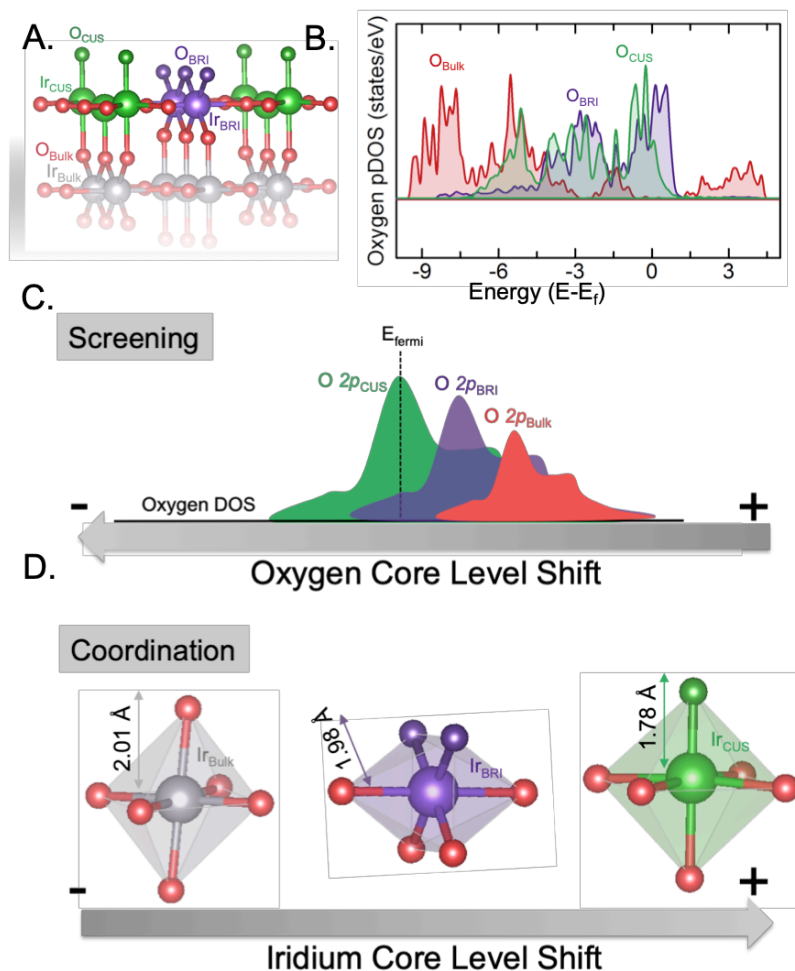 A.
O_CUS
O_BRI
Ir_CUS
Ir_BRI
O_Bulk
Ir_Bulk
B.
Oxygen pDOS (states/eV)
O_Bulk
O_BRI
O_CUS
-9 -6 -3 0 3
Energy (E-E_f)
C.
Screening
E_fermi
O 2p_CUS
O 2p_BRI
O 2p_Bulk
Oxygen DOS
- +
Oxygen Core Level Shift
D.
Coordination
2.01 Å
Ir_Bulk
1.98 Å
Ir_BRI
1.78 Å
Ir_CUS
- +
Iridium Core Level Shift